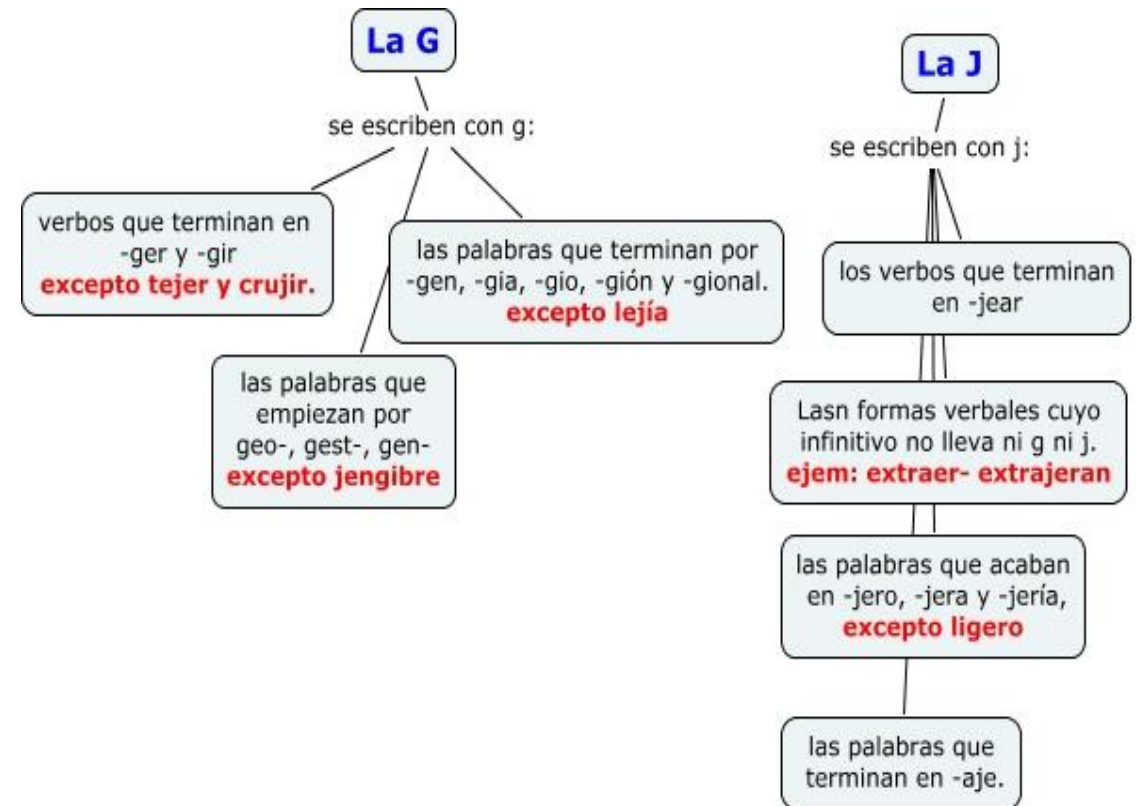 La G
se escriben con g:
verbos que terminan en
-ger y -gir
excepto tejer y crujir.
las palabras que terminan por
-gen, -gia, -gio, -gión y -gional.
excepto lejía
las palabras que
empiezan por
geo-, gest-, gen-
excepto jengibre
La J
se escriben con j:
los verbos que terminan
en -jear
Lasn formas verbales cuyo
infinitivo no lleva ni g ni j.
ejem: extraer- extrajeran
las palabras que acaban
en -jero, -jera y -jería,
excepto ligero
las palabras que
terminan en -aje.